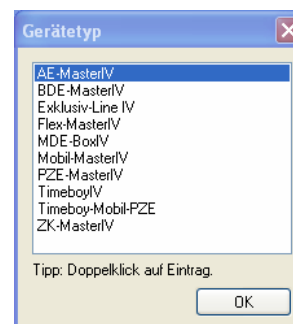 Gerätetyp
AE-MasterIV
BDE-MasterIV
Exklusiv-Line IV
Flex-MasterIV
MDE-BoxIV
Mobil-MasterIV
PZE-MasterIV
TimeboyIV
Timeboy-Mobil-PZE
ZK-MasterIV
Tipp: Doppelklick auf Eintrag.
OK